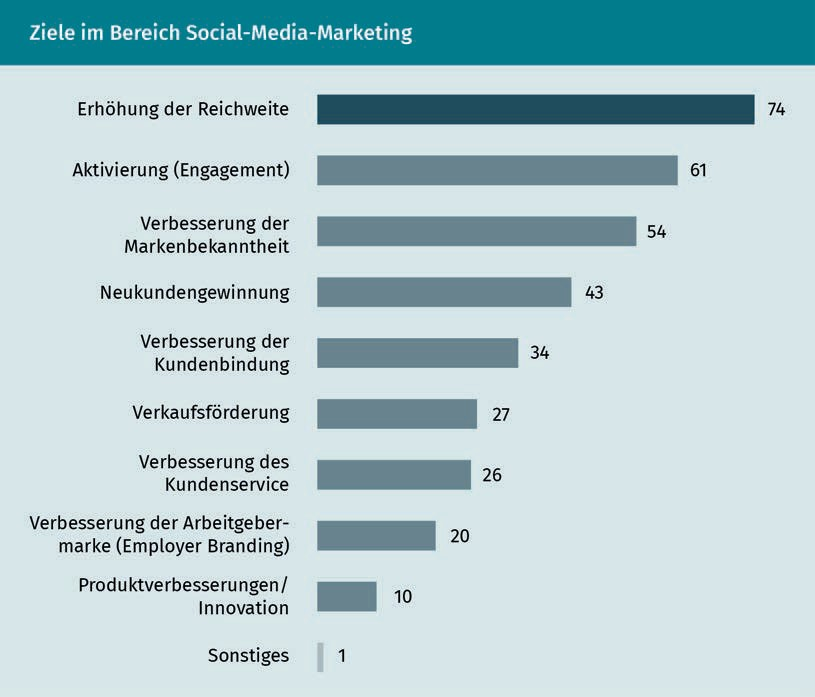 Ziele im Bereich Social-Media-Marketing
Erhöhung der Reichweite 74
Aktivierung (Engagement) 61
Verbesserung der
Markenbekanntheit 54
Neukundengewinnung 43
Verbesserung der
Kundenbindung 34
Verkaufsförderung 27
Verbesserung des
Kundenservice 26
Verbesserung der Arbeitgeber-
marke (Employer Branding) 20
Produktverbesserungen/
Innovation 10
Sonstiges 1